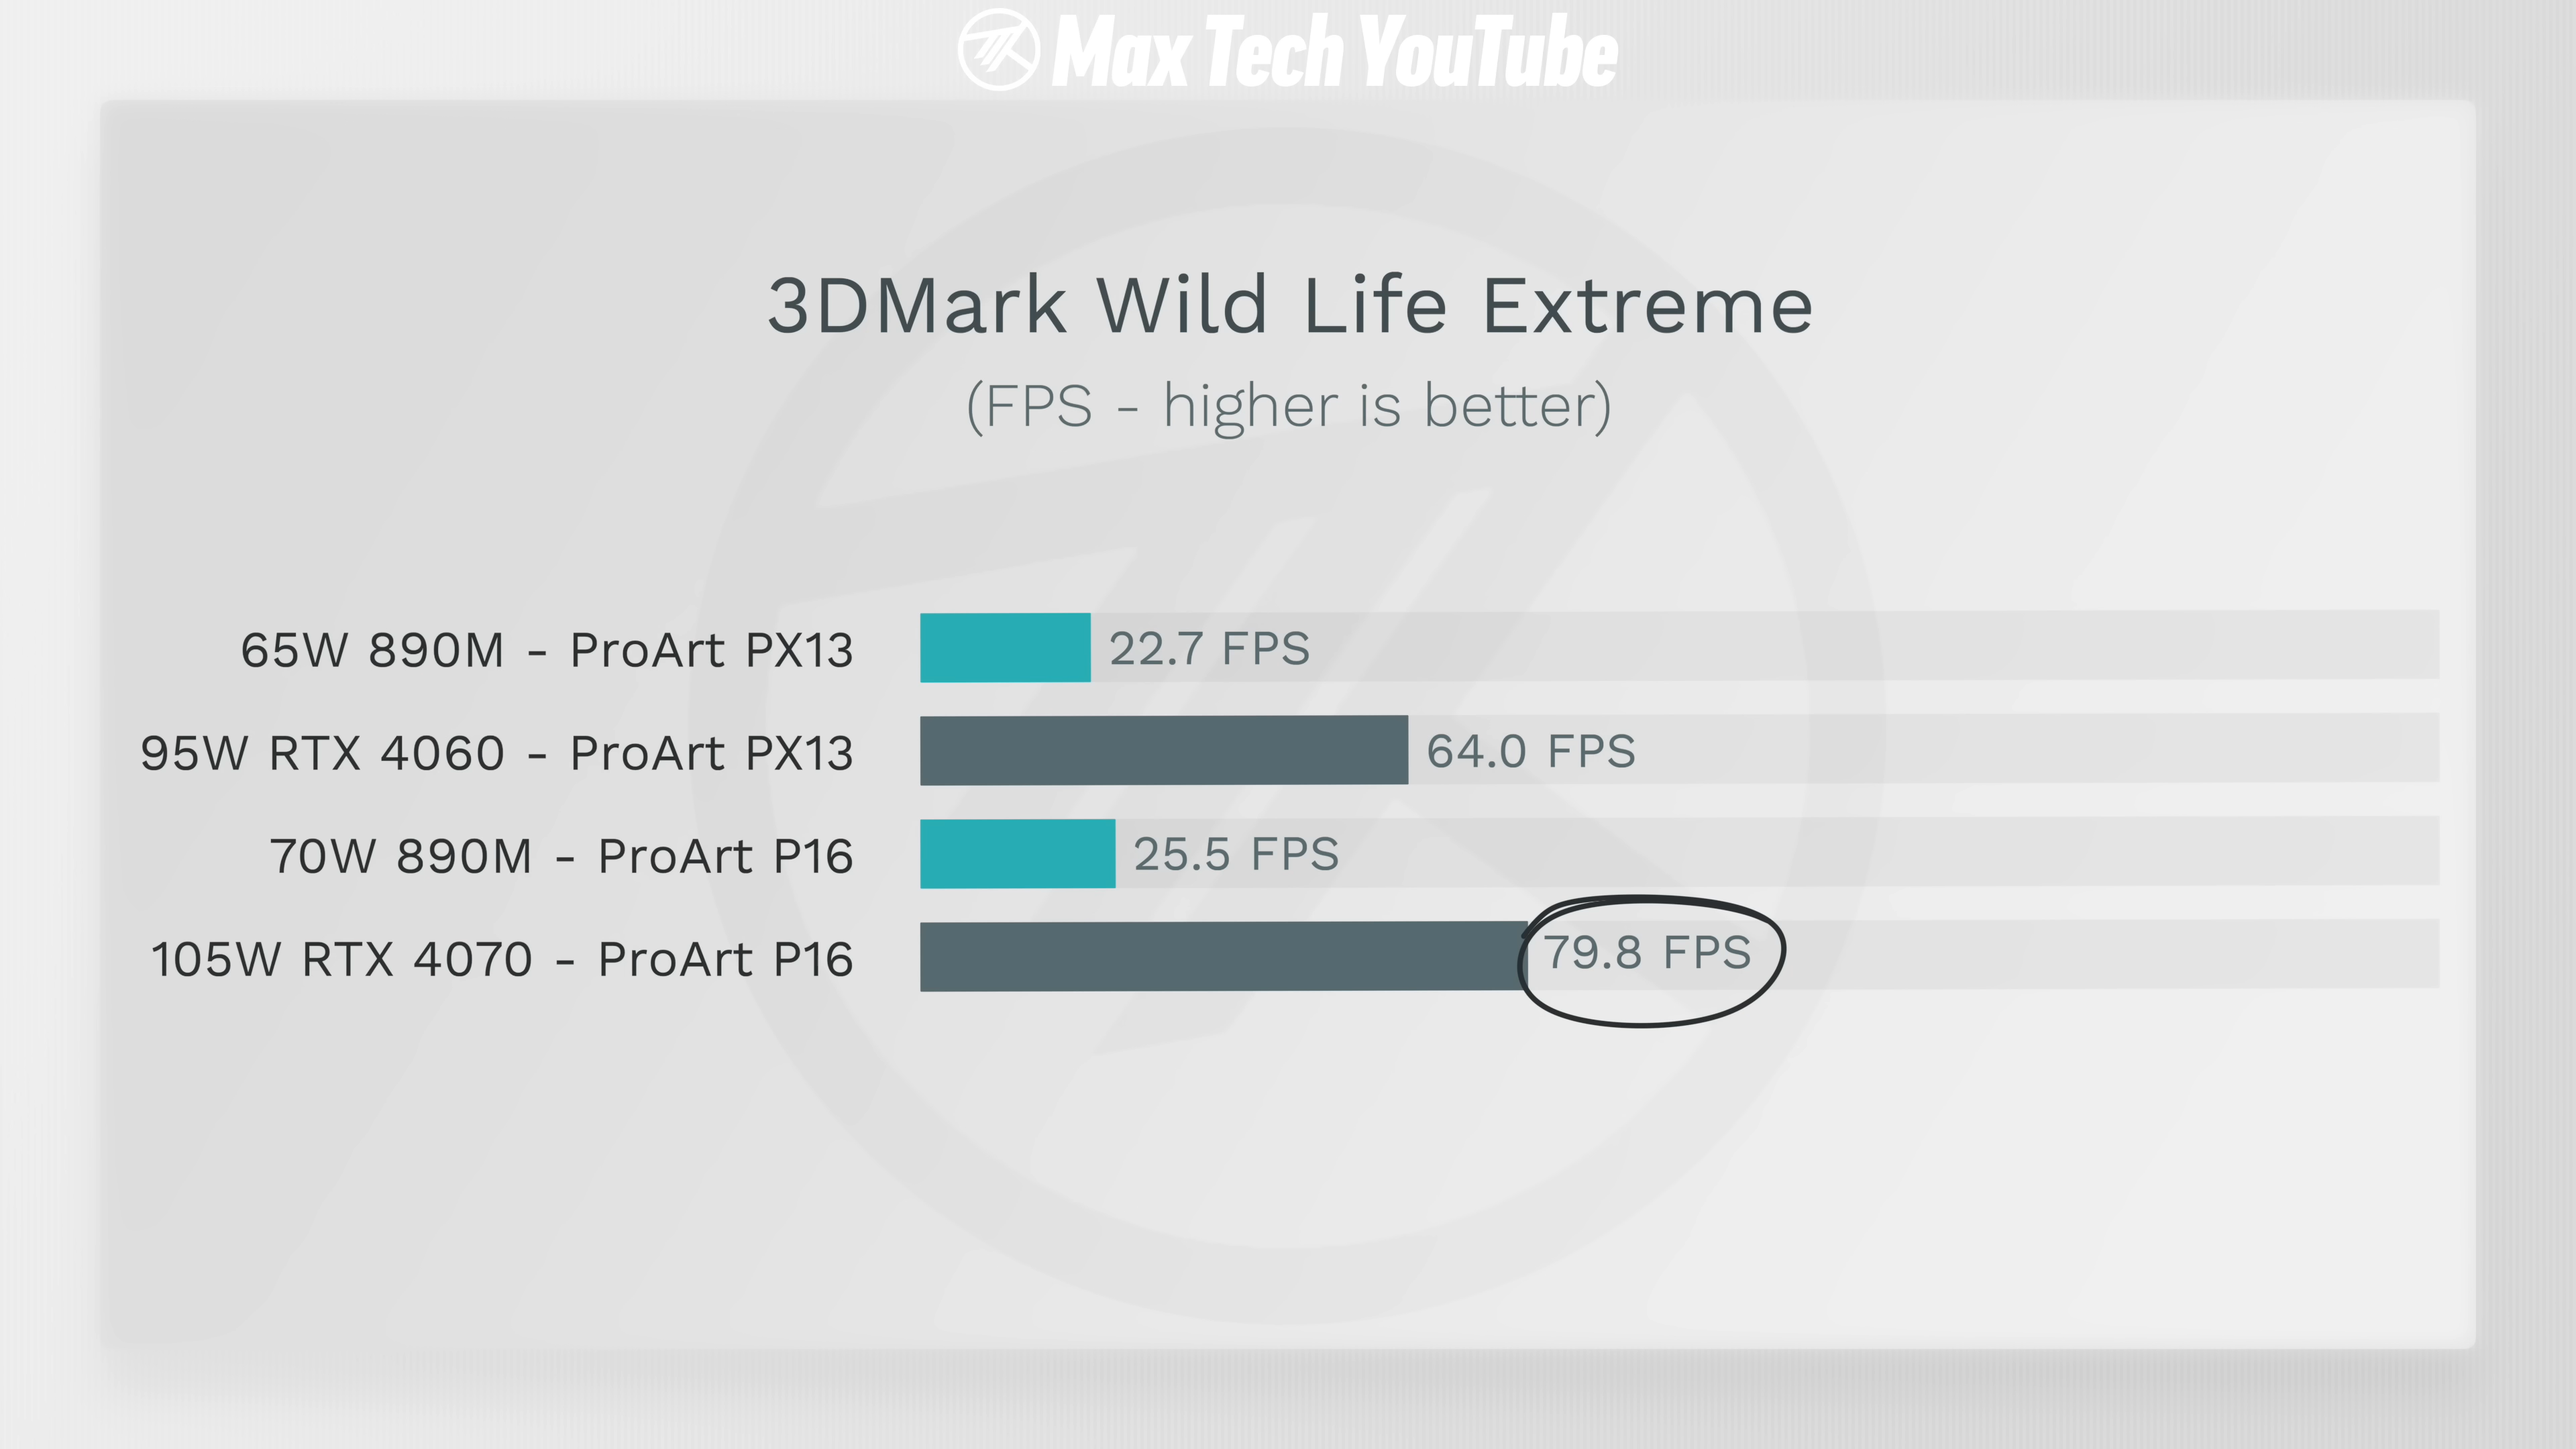 Max Tech YouTube
3DMark Wild Life Extreme
(FPS - higher is better)
65W 890M - ProArt PX13 22.7 FPS
95W RTX 4060 - ProArt PX13 64.0 FPS
70W 890M - ProArt P16 25.5 FPS
105W RTX 4070 - ProArt P16 79.8 FPS